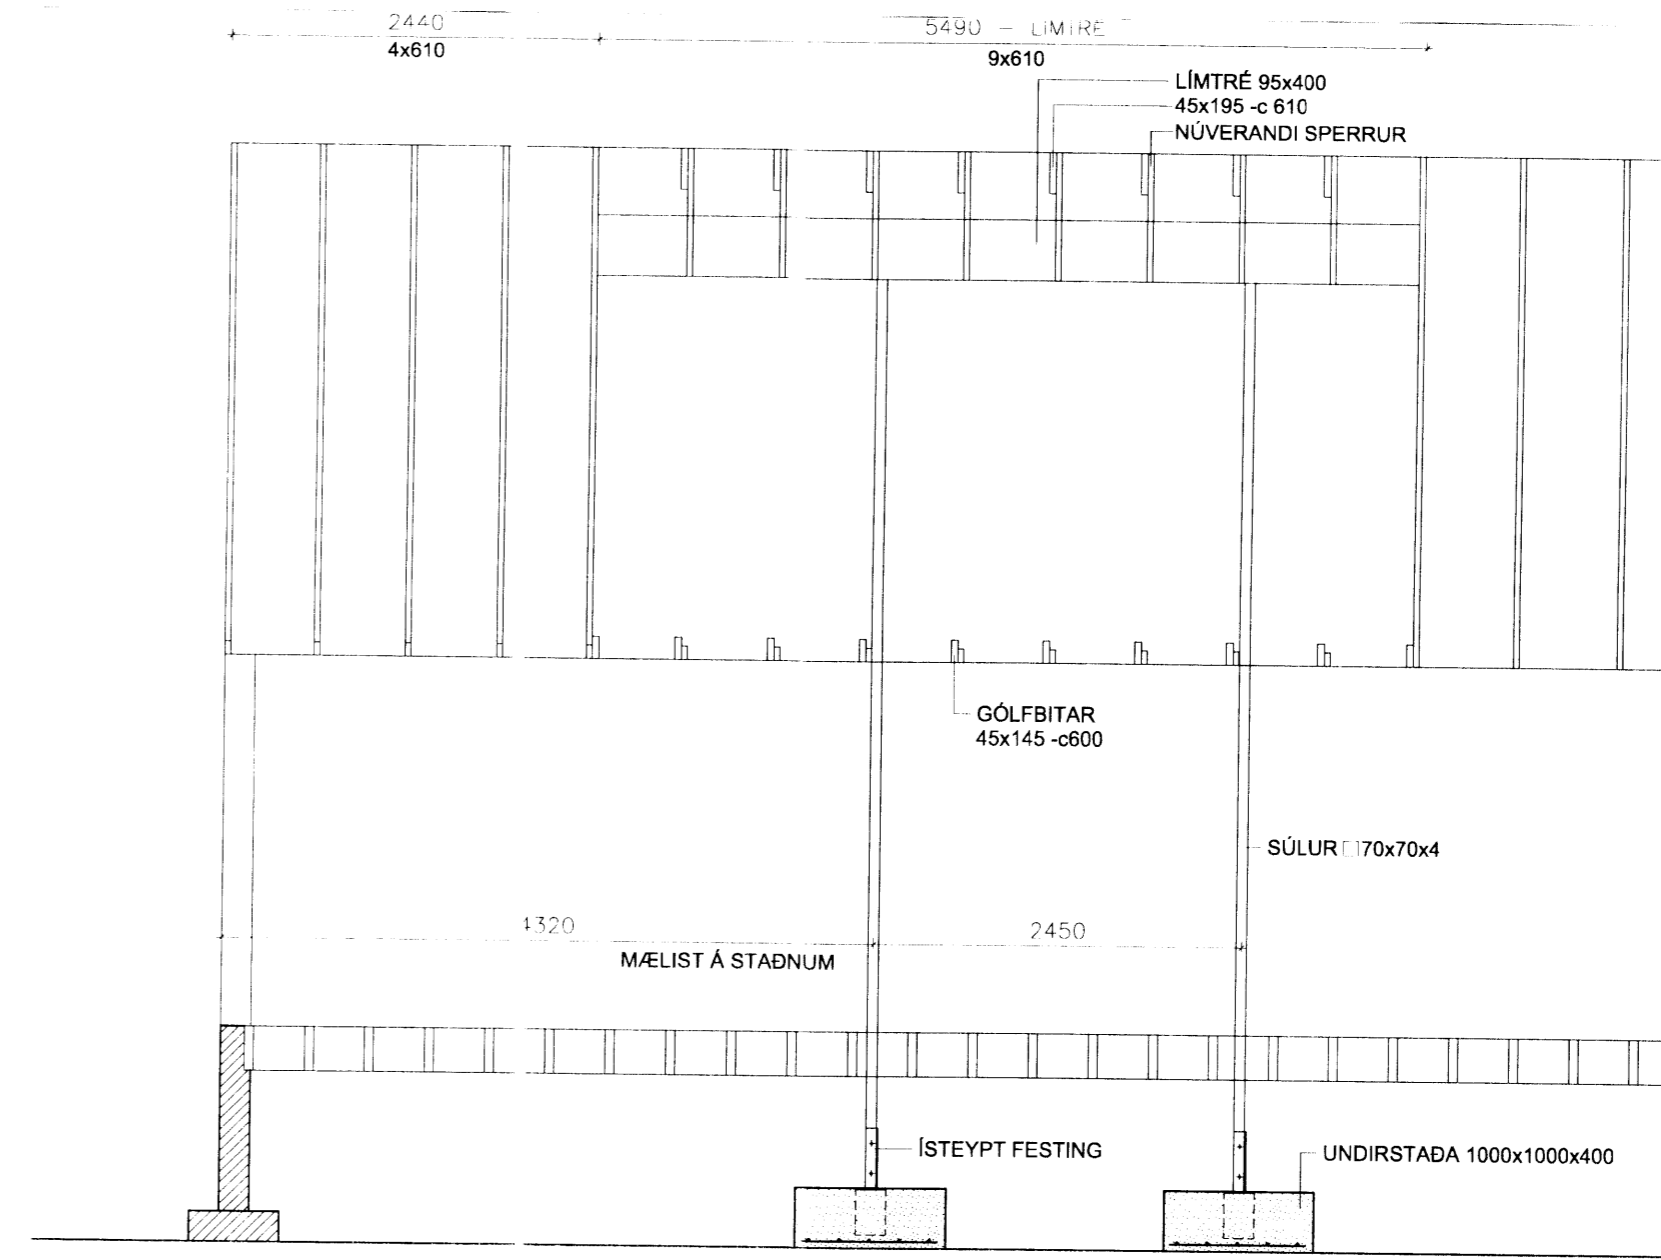 2440
4x610
5490 - LÍMTRÉ
9x610
LÍMTRÉ 95x400
45x195 -c 610
NÚVERANDI SPERRUR
GÓLFBITAR
45x145 -c600
SÚLUR □ 70x70x4
4320
2450
MÆLIST Á STAÐNUM
ÍSTEYPT FESTING
UNDIRSTAÐA 1000x1000x400